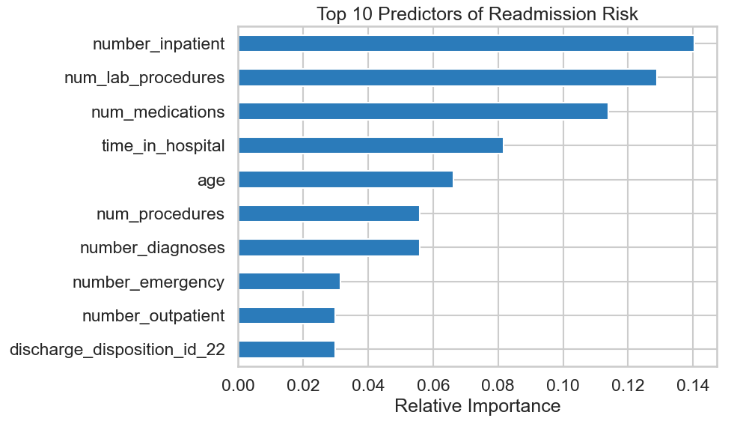 Top 10 Predictors of Readmission Risk
number_inpatient
num_lab_procedures
num_medications
time_in_hospital
age
num_procedures
number_diagnoses
number_emergency
number_outpatient
discharge_disposition_id_22
0.00 0.02 0.04 0.06 0.08 0.10 0.12 0.14
Relative Importance